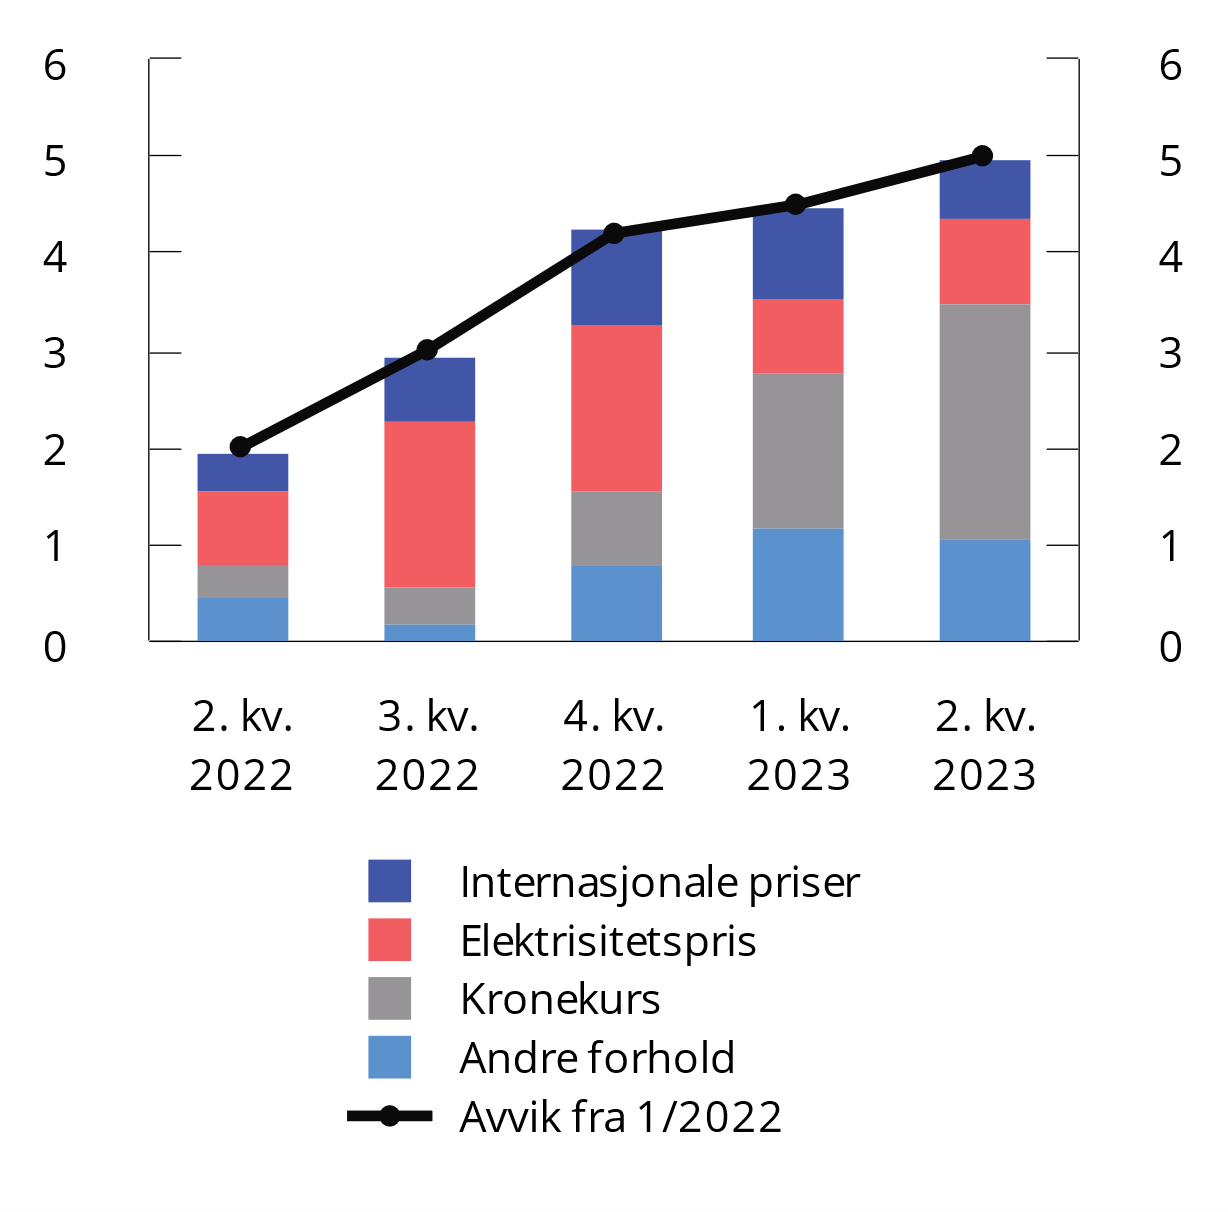 6 6
5 5
4 4
3 3
2 2
1 1
0 0
2. kv. 3. kv. 4. kv. 1. kv. 2. kv.
2022 2022 2022 2023 2023
Internasjonale priser
Elektrisitetspris
Kronekurs
Andre forhold
Avvik fra 1/2022